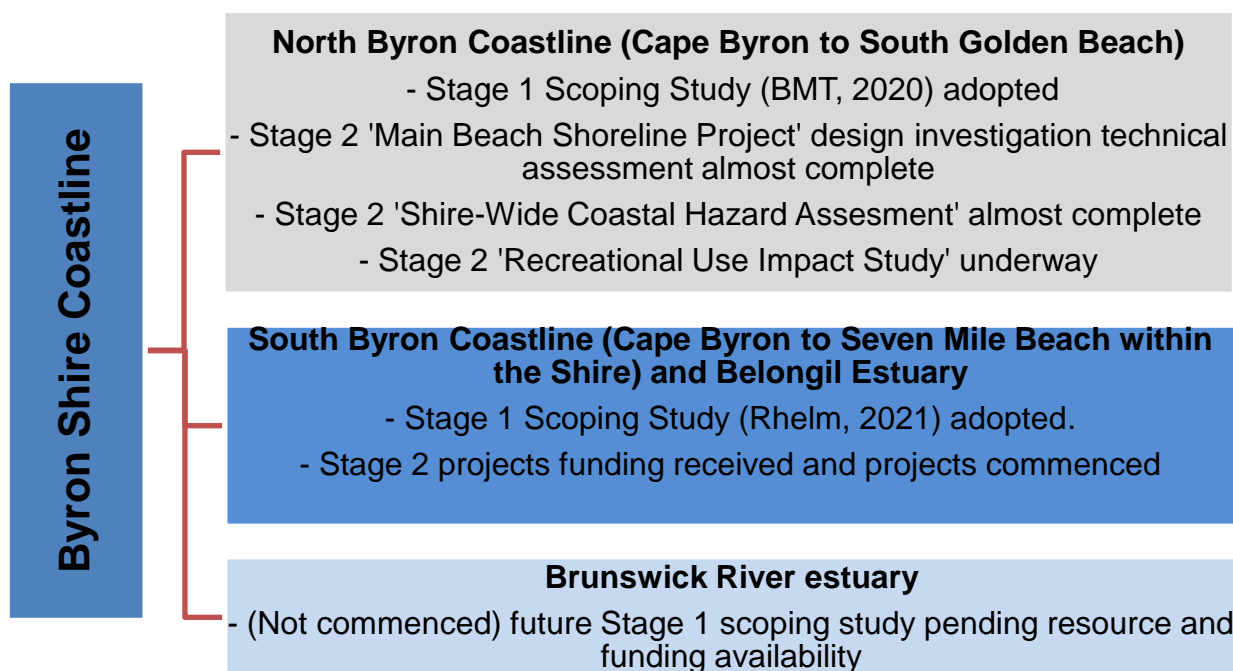 Byron Shire Coastline
North Byron Coastline (Cape Byron to South Golden Beach)
- Stage 1 Scoping Study (BMT, 2020) adopted
- Stage 2 'Main Beach Shoreline Project' design investigation technical
assessment almost complete
- Stage 2 'Shire-Wide Coastal Hazard Assesment' almost complete
- Stage 2 'Recreational Use Impact Study' underway
South Byron Coastline (Cape Byron to Seven Mile Beach within
the Shire) and Belongil Estuary
- Stage 1 Scoping Study (Rhelm, 2021) adopted.
- Stage 2 projects funding received and projects commenced
Brunswick River estuary
- (Not commenced) future Stage 1 scoping study pending resource and
funding availability